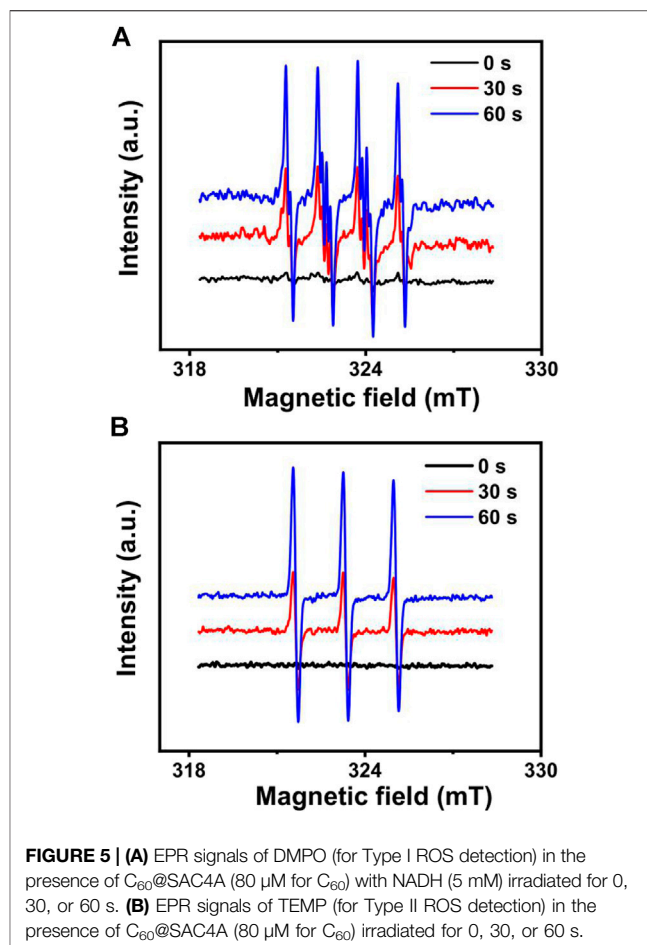 A
0 s
30 s
60 s
Intensity (a.u.)
318 324 330
Magnetic field (mT)
B
0 s
30 s
60 s
Intensity (a.u.)
318 324 330
Magnetic field (mT)
FIGURE 5 | (A) EPR signals of DMPO (for Type I ROS detection) in the
presence of C₆₀@SAC4A (80 μM for C₆₀) with NADH (5 mM) irradiated for 0,
30, or 60 s. (B) EPR signals of TEMP (for Type II ROS detection) in the
presence of C₆₀@SAC4A (80 μM for C₆₀) irradiated for 0, 30, or 60 s.